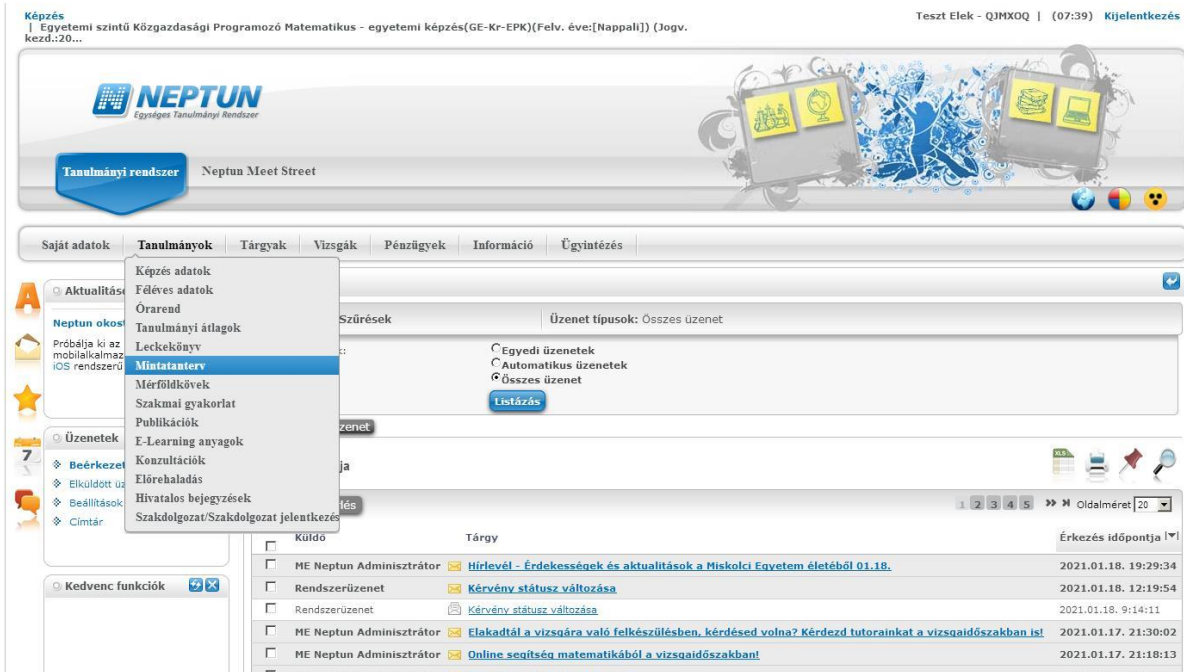 Képzés
| Egyetemi szintű Közgazdasági Programozó Matematikus - egyetemi képzés(GE-Kr-EPK)(Felv. éve:[Nappali]) (Jogv. kezd.:20...
Teszt Elek - QJMXOQ | (07:39) Kijelentkezés
NEPTUN
Egységes Tanulmányi Rendszer
Tanulmányi rendszer Neptun Meet Street
Saját adatok Tanulmányok Tárgyak Vizsgák Pénzügyek Információ Ügyintézés
Képzés adatok
Féléves adatok
Órarend
Tanulmányi átlagok
Leckekönyv
Mintatanterv
Mérföldkövek
Szakmai gyakorlat
Publikációk
E-Learning anyagok
Konzultációk
Előrehaladás
Hivatalos bejegyzések
Szakdolgozat/Szakdolgozat jelentkezés
Neptun
Próbálja ki az
iOS rendszerű
7
Üzenetek
Elküldött
Beállítások
Címtár
Kedvenc funkciók
Szűrések Üzenet típusok: Összes üzenet
Egyedi üzenetek
Automatikus üzenetek
Összes üzenet
Listázás
XLS
1 2 3 4 5 Oldalméret 20
Küldő Tárgy Érkezés időpontja
ME Neptun Adminisztrátor Hírlevél - Érdekességek és aktualitások a Miskolci Egyetem életéből 01.18. 2021.01.18. 19:29:34
Rendszerüzenet Kérvény státusz változása 2021.01.18. 12:19:54
Rendszerüzenet Kérvény státusz változása 2021.01.18. 9:14:11
ME Neptun Adminisztrátor Elakadtál a vizsgára való felkészülésben, kérdésed volna? Kérdezd tutorainkat a vizsgaidőszakban is! 2021.01.17. 21:30:02
ME Neptun Adminisztrátor Online segítség matematikából a vizsgaidőszakban! 2021.01.17. 21:18:13